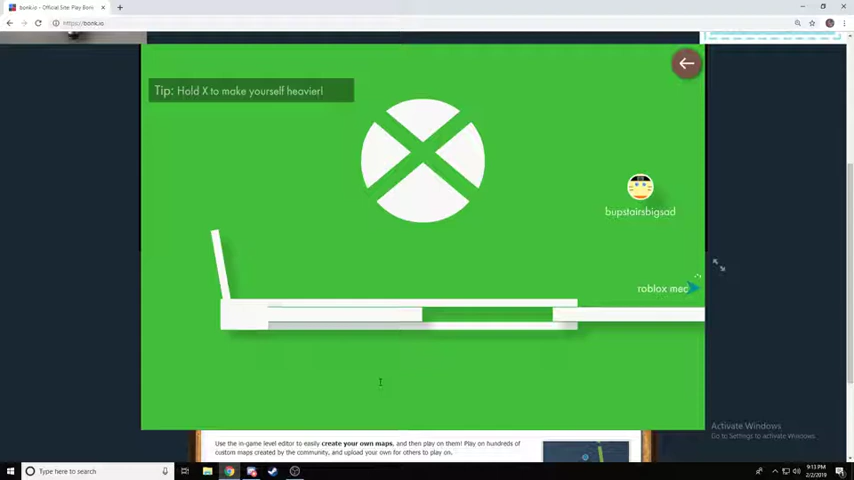 bonk.io - Official Site: Play Bonk
https://bonk.io
Tip: Hold X to make yourself heavier!
bupstairsbigsad
roblox mec
Use the in-game level editor to easily create your own maps, and then play on them! Play on hundreds of
custom maps created by the community, and upload your own for others to play on.
Activate Windows
Go to Settings to activate Windows.
Type here to search
9:13 PM
2/2/2019